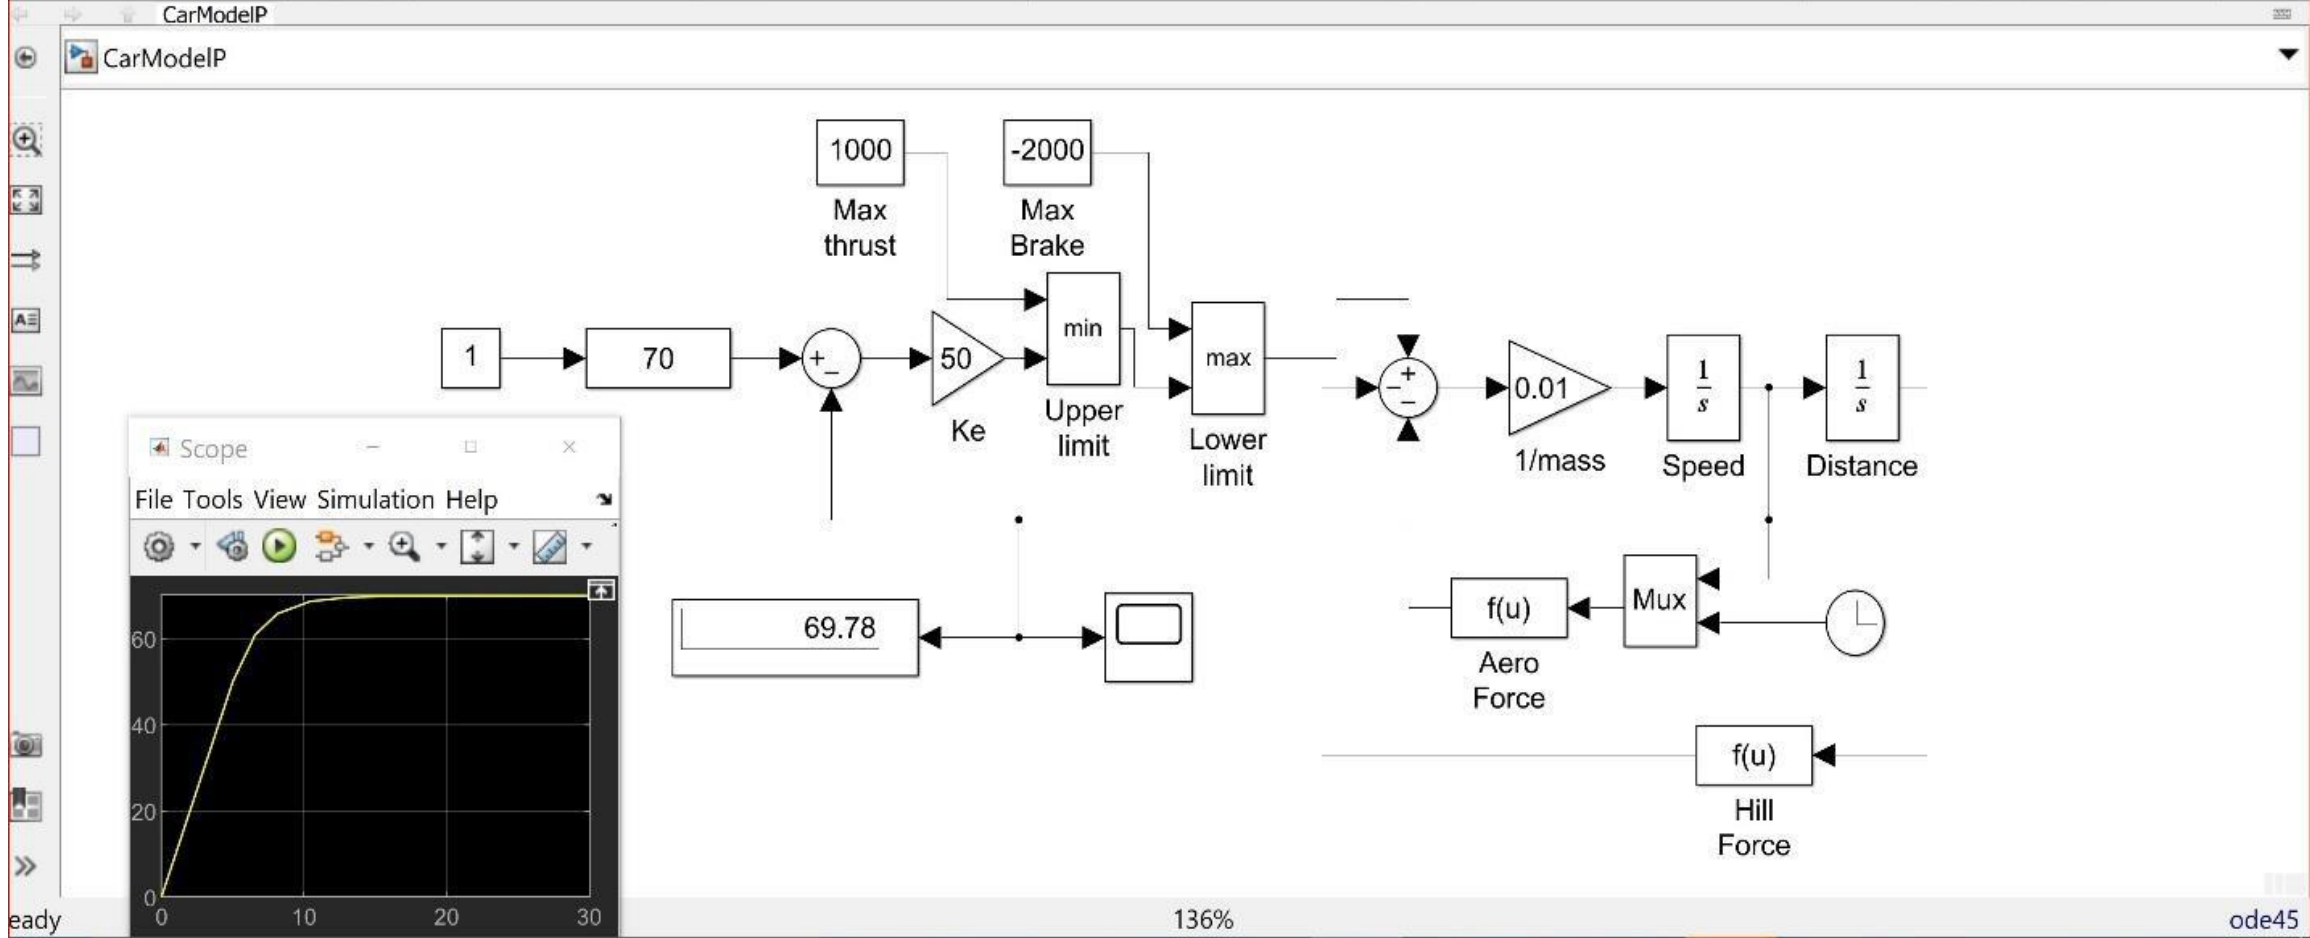 CarModelP
CarModelP
1000
Max
thrust
-2000
Max
Brake
1
70
+
−
50
Ke
min
Upper
limit
max
Lower
limit
−
+
−
0.01
1/mass
1
s
Speed
1
s
Distance
Scope
File Tools View Simulation Help
60
40
20
0
0 10 20 30
69.78
f(u)
Aero
Force
Mux
f(u)
Hill
Force
eady
136%
ode45